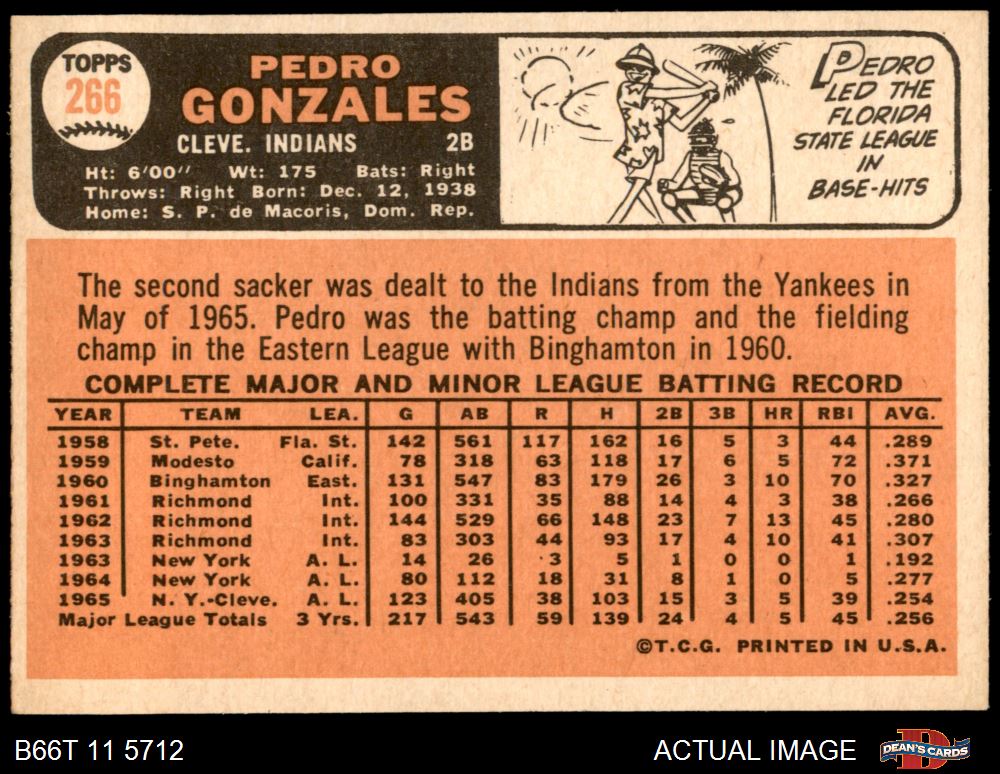 TOPPS
266
PEDRO
GONZALES
CLEVE. INDIANS 2B
Ht: 6'00" Wt: 175 Bats: Right
Throws: Right Born: Dec. 12, 1938
Home: S. P. de Macoris, Dom. Rep.
PEDRO
LED THE
FLORIDA
STATE LEAGUE
IN
BASE-HITS
The second sacker was dealt to the Indians from the Yankees in
May of 1965. Pedro was the batting champ and the fielding
champ in the Eastern League with Binghamton in 1960.
COMPLETE MAJOR AND MINOR LEAGUE BATTING RECORD
YEAR TEAM LEA. G AB R H 2B 3B HR RBI AVG.
1958 St. Pete. Fla. St. 142 561 117 162 16 5 3 44 .289
1959 Modesto Calif. 78 318 63 118 17 6 5 72 .371
1960 Binghamton East. 131 547 83 179 26 3 10 70 .327
1961 Richmond Int. 100 331 35 88 14 4 3 38 .266
1962 Richmond Int. 144 529 66 148 23 7 13 45 .280
1963 Richmond Int. 83 303 44 93 17 4 10 41 .307
1963 New York A. L. 14 26 3 5 1 0 0 1 .192
1964 New York A. L. 80 112 18 31 8 1 0 5 .277
1965 N. Y.-Cleve. A. L. 123 405 38 103 15 3 5 39 .254
Major League Totals 3 Yrs. 217 543 59 139 24 4 5 45 .256
©T.C.G. PRINTED IN U.S.A.
B66T 11 5712
ACTUAL IMAGE
DEAN'S CARDS